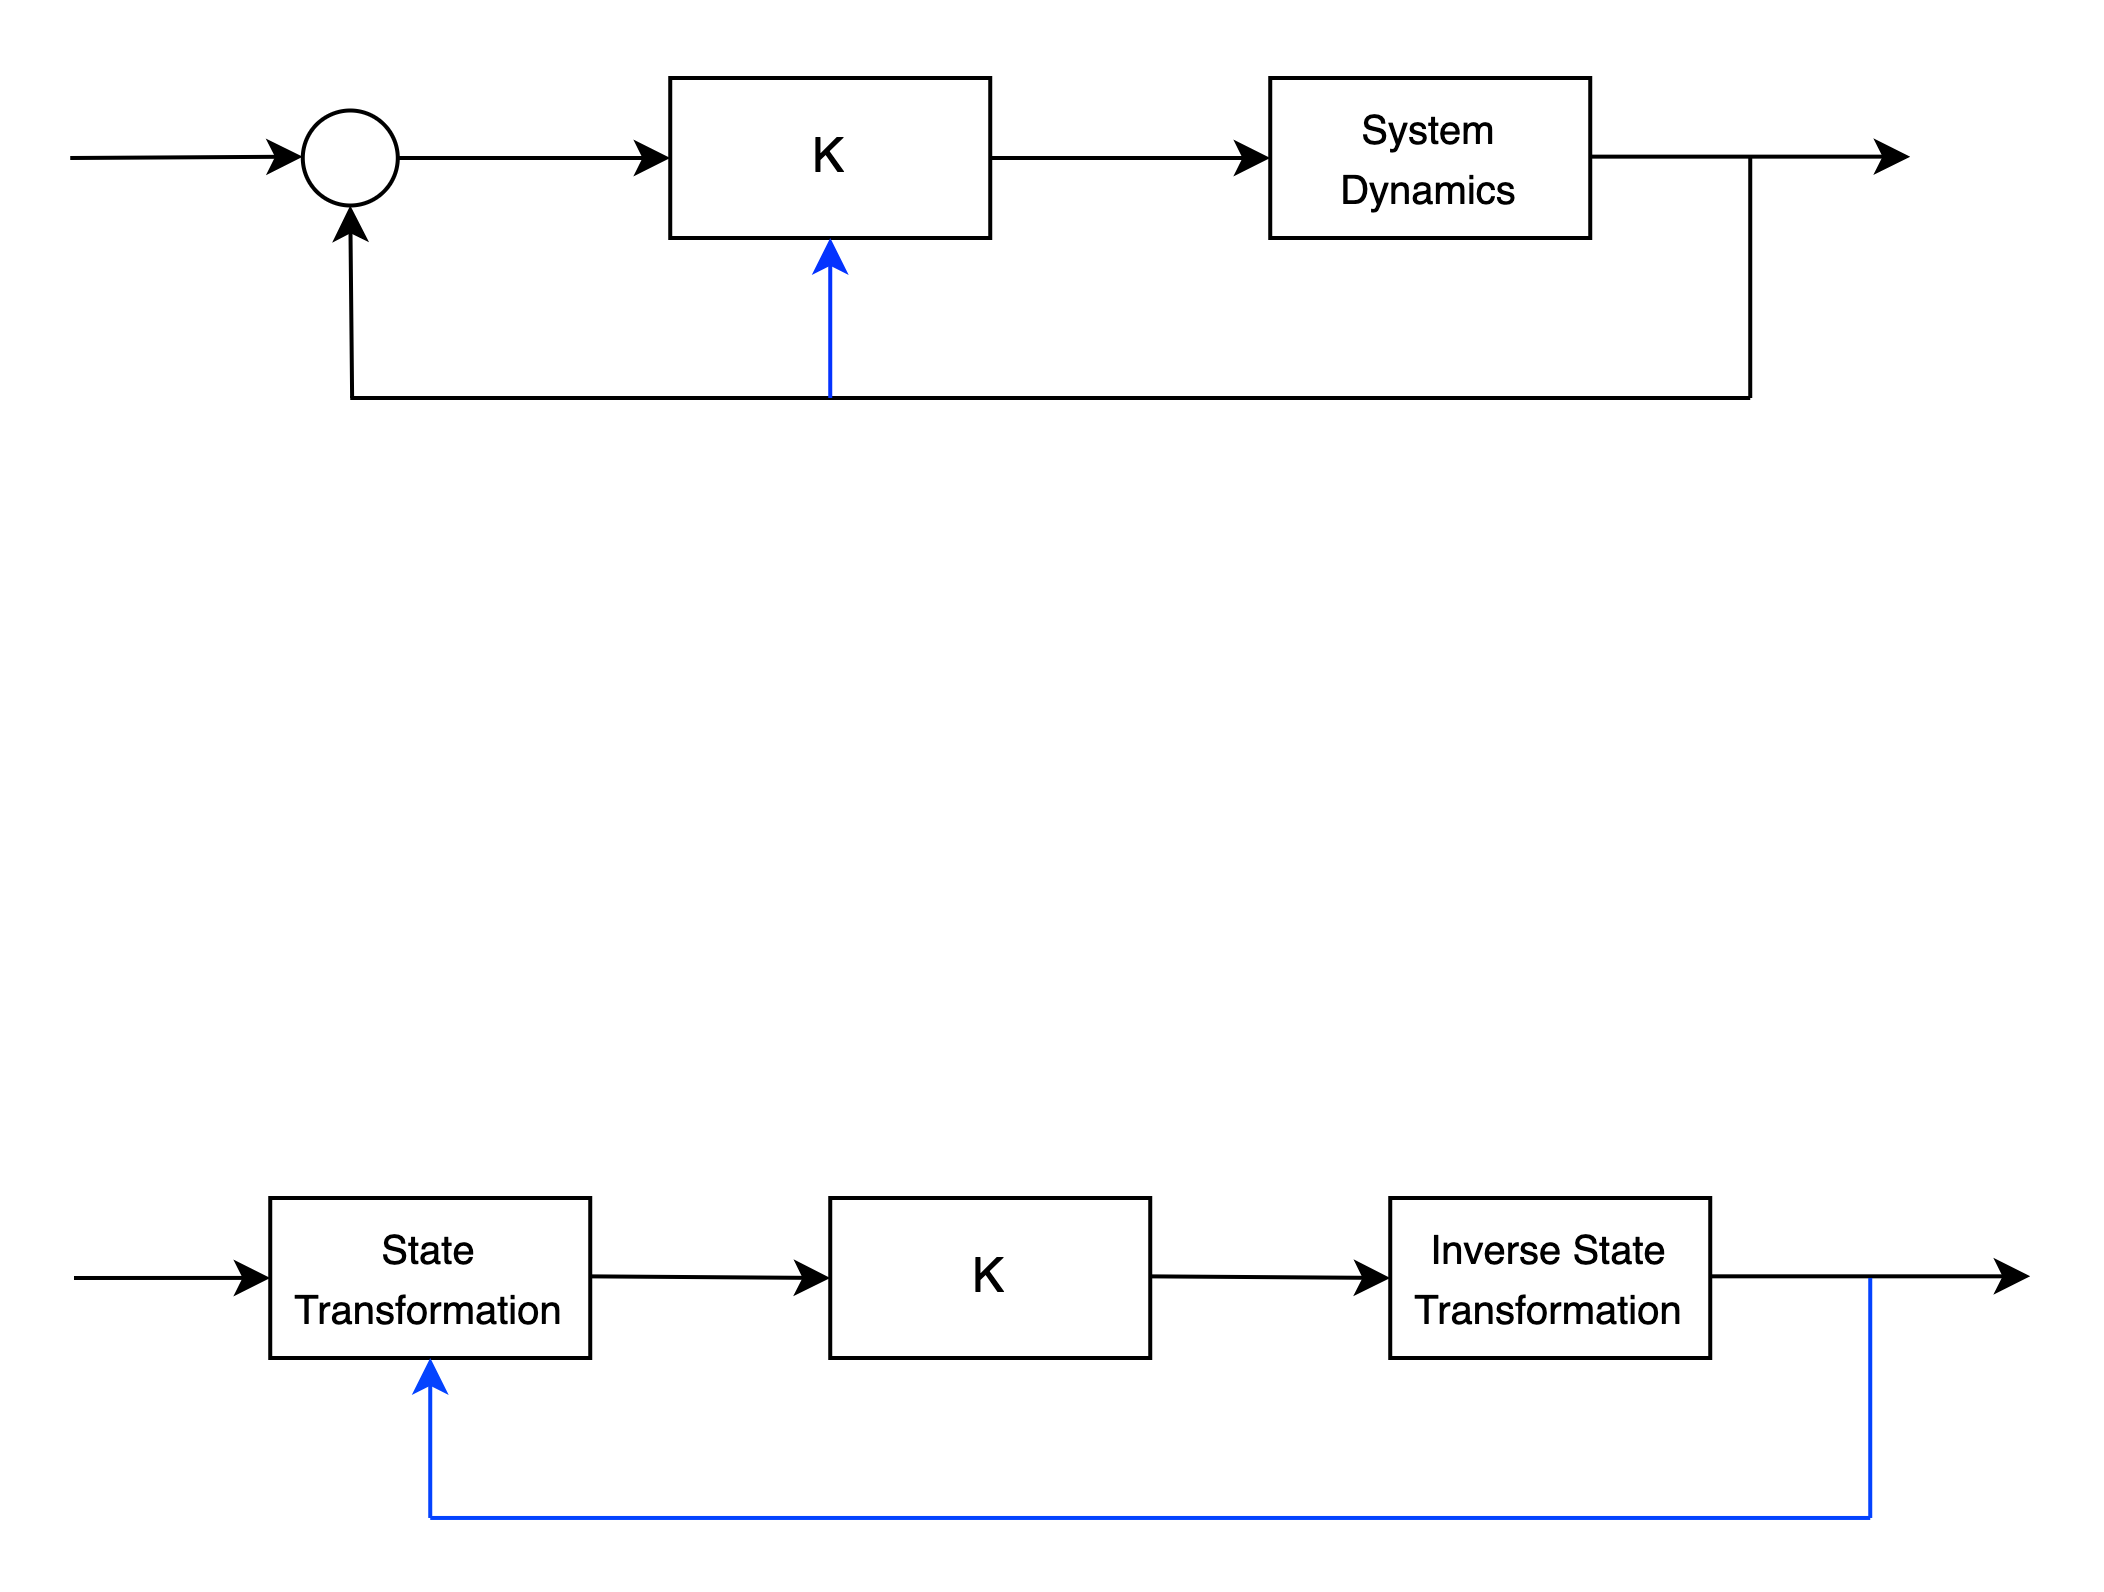 K
System
Dynamics
State
Transformation
K
Inverse State
Transformation